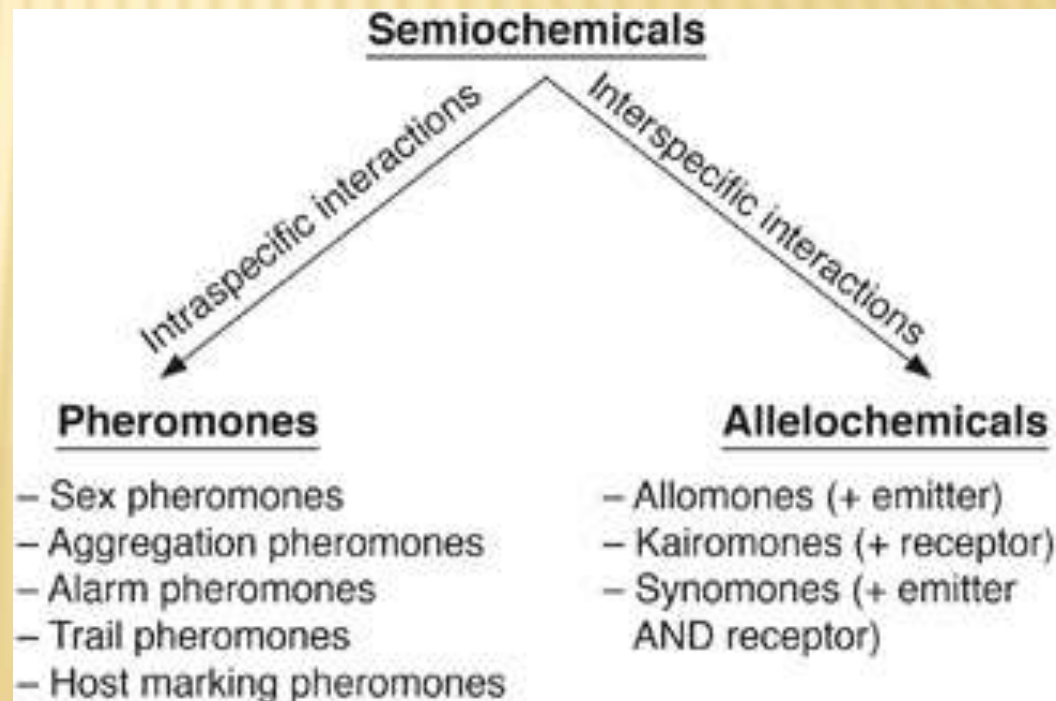 Semiochemicals
Intraspecific interactions
Interspecific interactions
Pheromones
– Sex pheromones
– Aggregation pheromones
– Alarm pheromones
– Trail pheromones
– Host marking pheromones
Allelochemicals
– Allomones (+ emitter)
– Kairomones (+ receptor)
– Synomones (+ emitter
AND receptor)